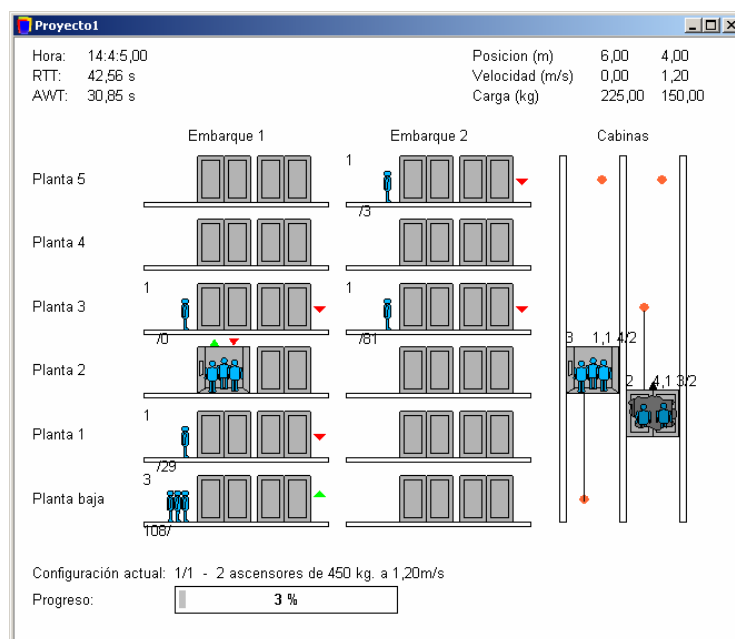 Proyecto1
Hora: 14:4:5,00 Posicion (m) 6,00 4,00
RTT: 42,56 s Velocidad (m/s) 0,00 1,20
AWT: 30,85 s Carga (kg) 225,00 150,00
Embarque 1 Embarque 2 Cabinas
1
Planta 5
/3
Planta 4
1 1
Planta 3
/0 /81
3 1,1 4/2
Planta 2
2 4,1 3/2
1
Planta 1
/29
3
Planta baja
108/
Configuración actual: 1/1 - 2 ascensores de 450 kg. a 1,20m/s
Progreso: 3 %